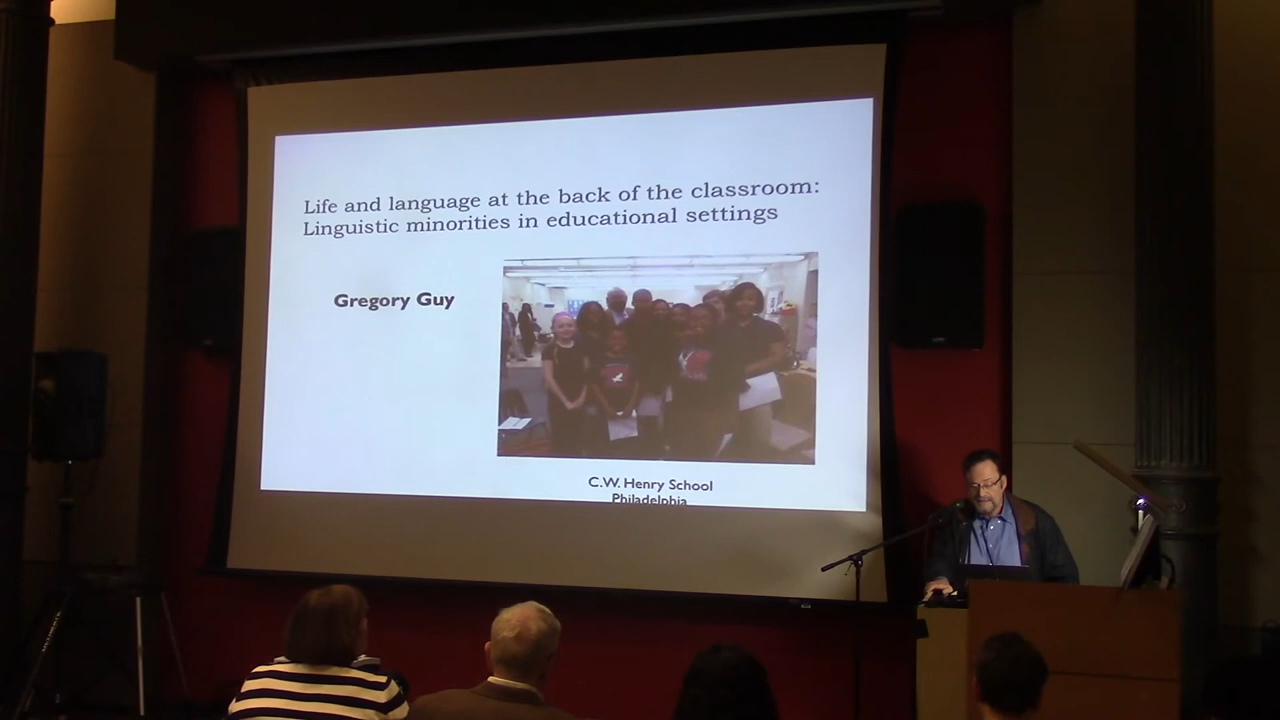 Life and language at the back of the classroom:
Linguistic minorities in educational settings
Gregory Guy
C.W. Henry School
Philadelphia